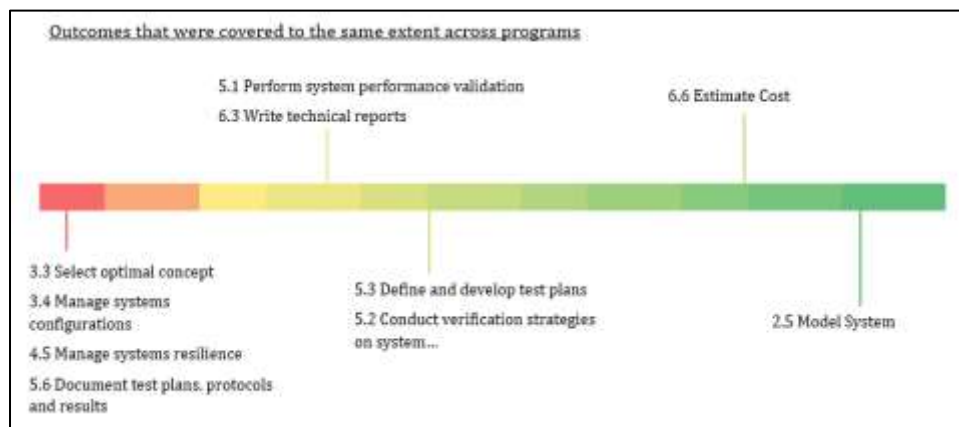 Outcomes that were covered to the same extent across programs
5.1 Perform system performance validation
6.3 Write technical reports
6.6 Estimate Cost
3.3 Select optimal concept
3.4 Manage systems
configurations
4.5 Manage systems resilience
5.6 Document test plans, protocols
and results
5.3 Define and develop test plans
5.2 Conduct verification strategies
on system...
2.5 Model System